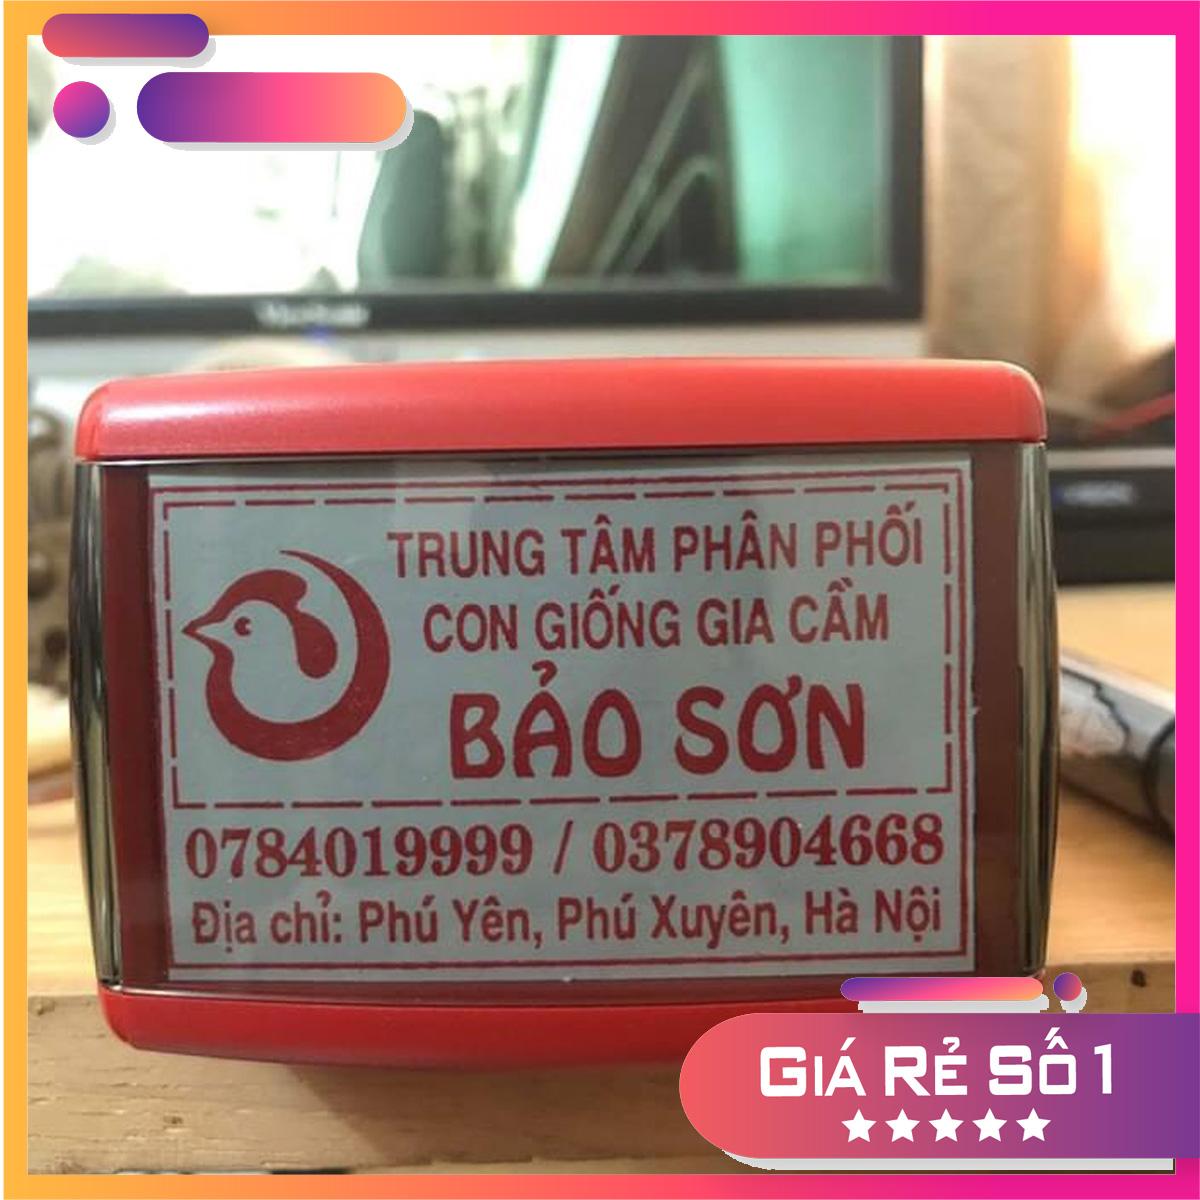 TRUNG TÂM PHÂN PHỐI
CON GIỐNG GIA CẦM
BẢO SƠN
0784019999 / 0378904668
Địa chỉ: Phú Yên, Phú Xuyên, Hà Nội
GIÁ RẺ SỐ 1